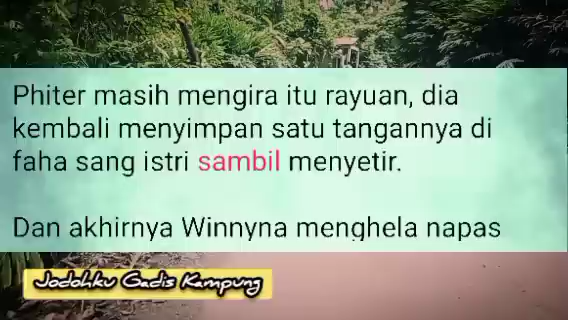 Phiter masih mengira itu rayuan, dia
kembali menyimpan satu tangannya di
faha sang istri sambil menyetir.
Dan akhirnya Winnyna menghela napas
Jodohku Gadis Kampung